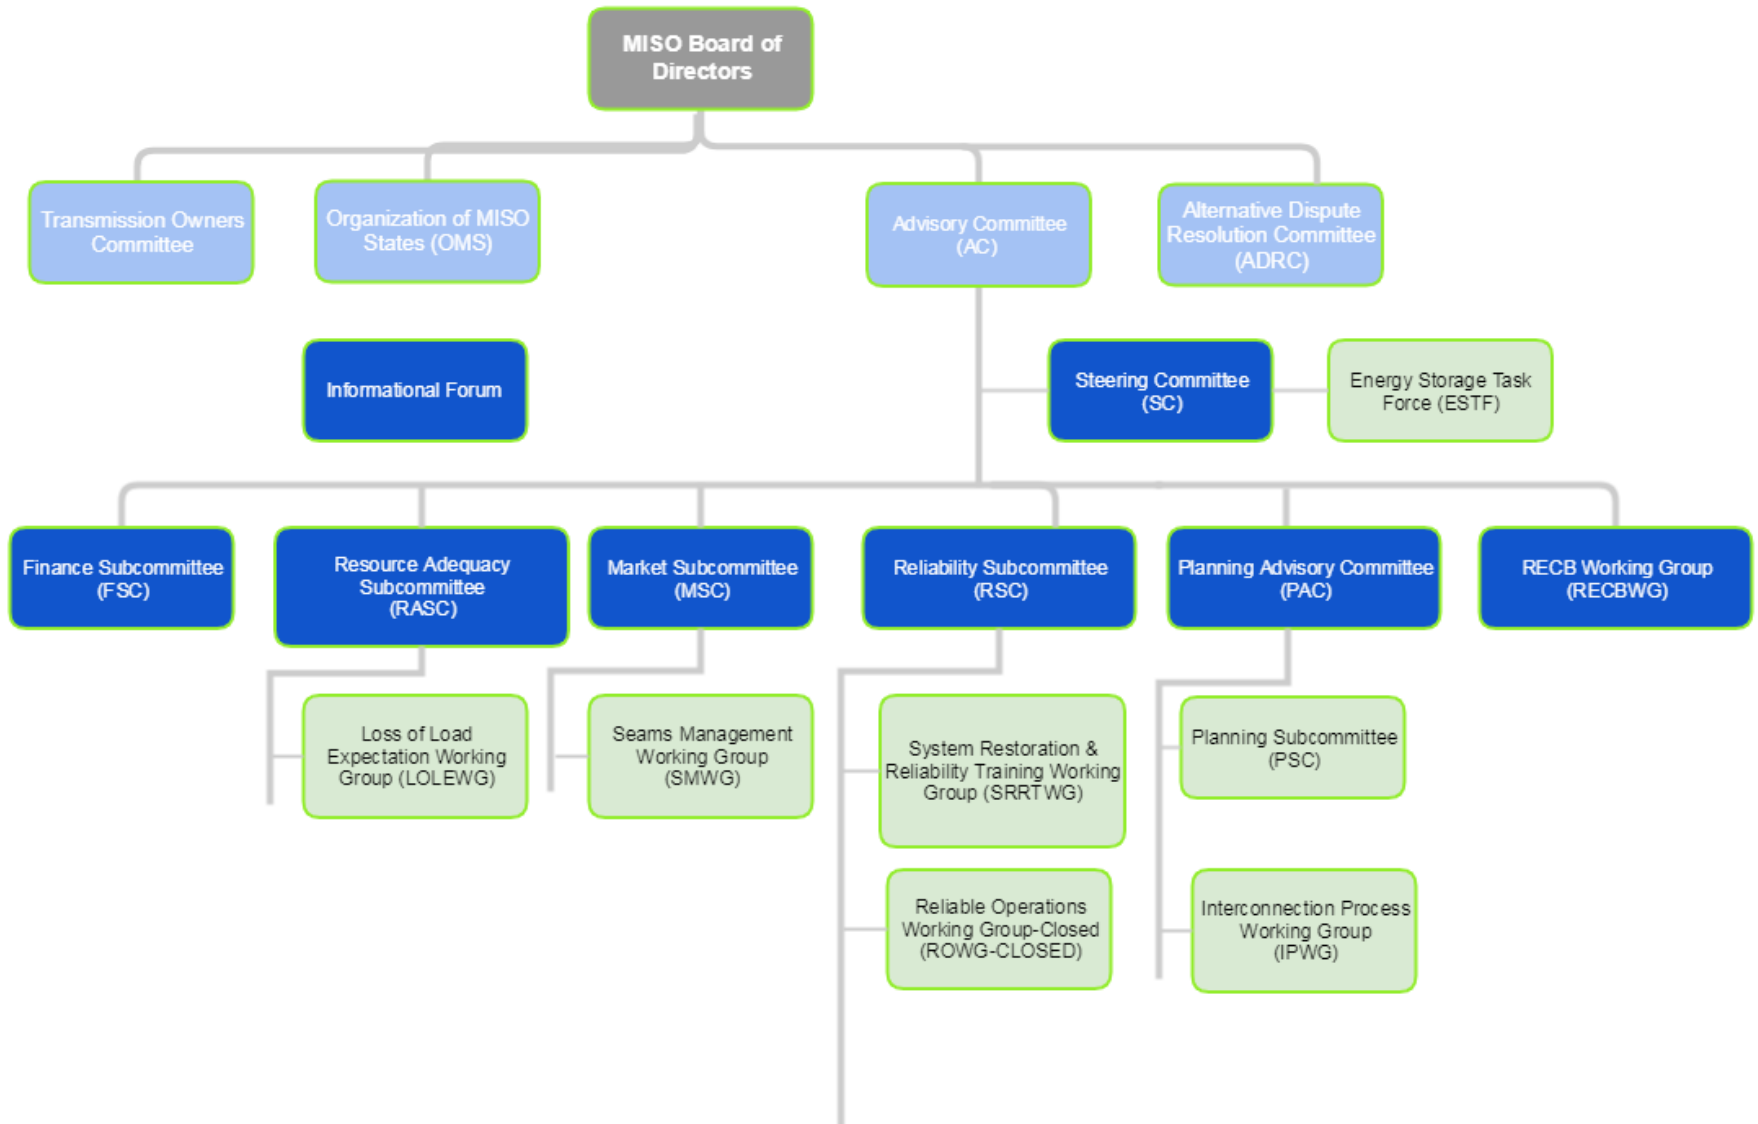 MISO Board of
Directors
Transmission Owners
Committee
Organization of MISO
States (OMS)
Advisory Committee
(AC)
Alternative Dispute
Resolution Committee
(ADRC)
Informational Forum
Steering Committee
(SC)
Energy Storage Task
Force (ESTF)
Finance Subcommittee
(FSC)
Resource Adequacy
Subcommittee
(RASC)
Market Subcommittee
(MSC)
Reliability Subcommittee
(RSC)
Planning Advisory Committee
(PAC)
RECB Working Group
(RECBWG)
Loss of Load
Expectation Working
Group (LOLEWG)
Seams Management
Working Group
(SMWG)
System Restoration &
Reliability Training Working
Group (SRRTWG)
Planning Subcommittee
(PSC)
Reliable Operations
Working Group-Closed
(ROWG-CLOSED)
Interconnection Process
Working Group
(IPWG)